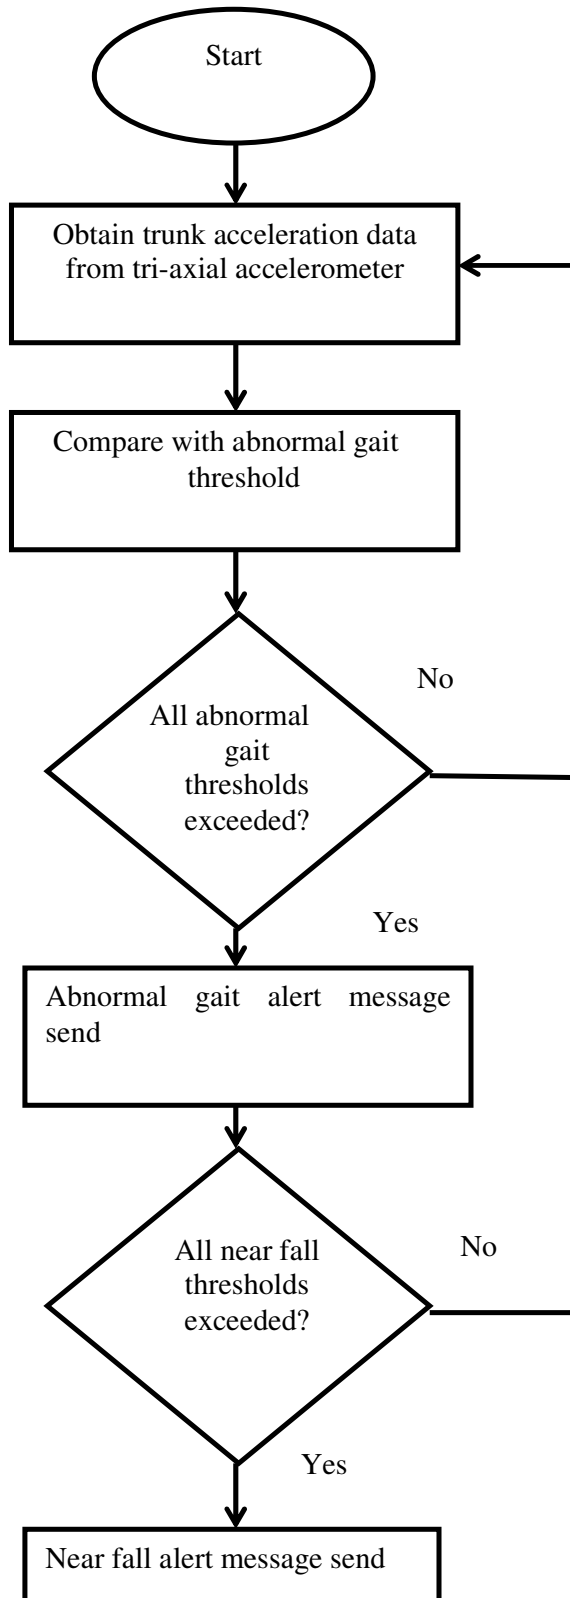 Start
Obtain trunk acceleration data
from tri-axial accelerometer
Compare with abnormal gait
threshold
No
All abnormal
gait
thresholds
exceeded?
Yes
Abnormal gait alert message
send
All near fall
thresholds
exceeded?
No
Yes
Near fall alert message send